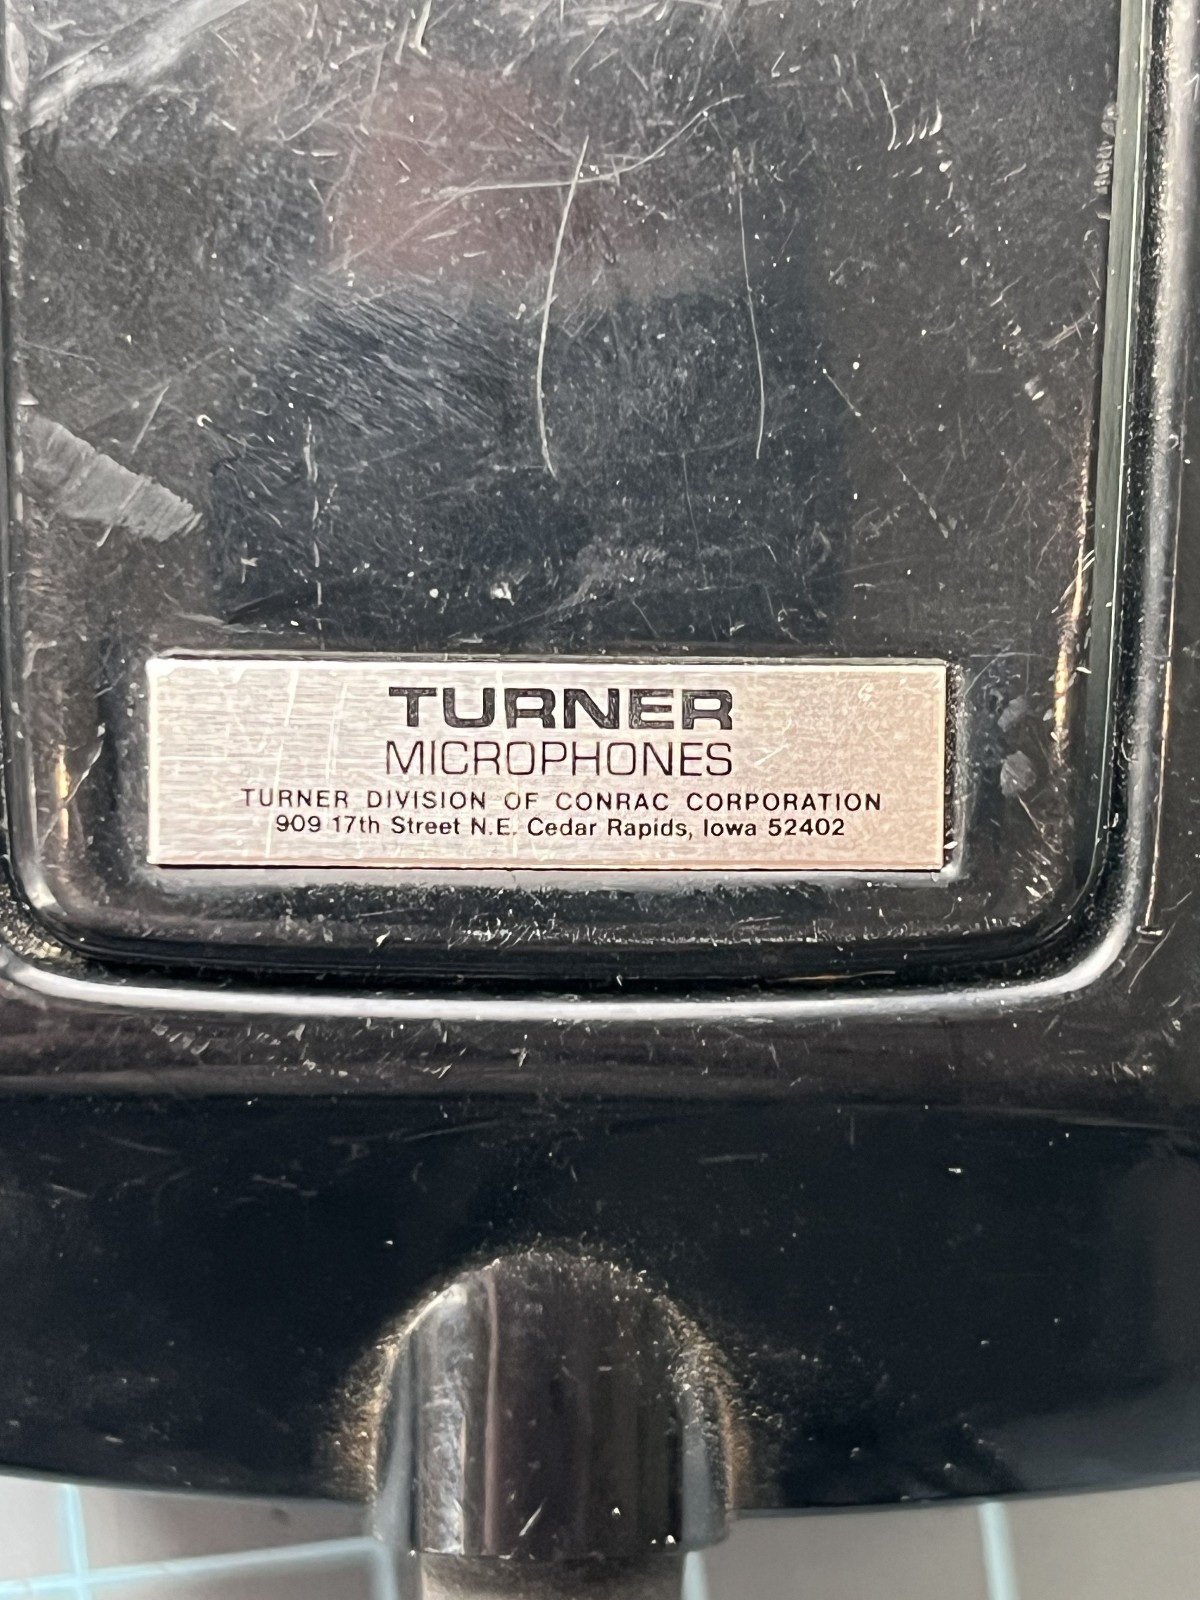 TURNER
MICROPHONES
TURNER DIVISION OF CONRAC CORPORATION
909 17th Street N.E. Cedar Rapids, Iowa 52402